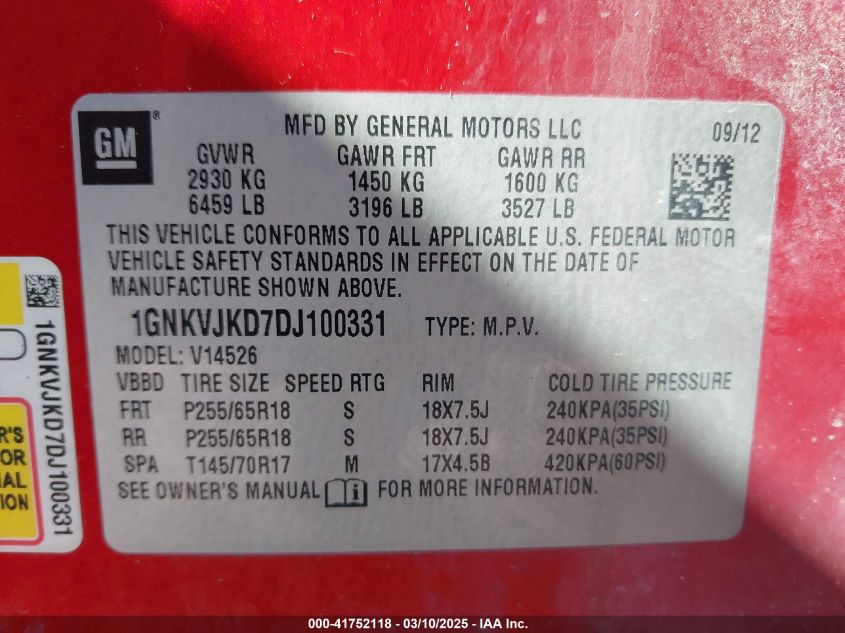 GM ®
MFD BY GENERAL MOTORS LLC 09/12
GVWR GAWR FRT GAWR RR
2930 KG 1450 KG 1600 KG
6459 LB 3196 LB 3527 LB
THIS VEHICLE CONFORMS TO ALL APPLICABLE U.S. FEDERAL MOTOR
VEHICLE SAFETY STANDARDS IN EFFECT ON THE DATE OF
MANUFACTURE SHOWN ABOVE.
1GNKVJKD7DJ100331 TYPE: M.P.V.
MODEL: V14526
VBBD TIRE SIZE SPEED RTG RIM COLD TIRE PRESSURE
FRT P255/65R18 S 18X7.5J 240KPA(35PSI)
RR P255/65R18 S 18X7.5J 240KPA(35PSI)
SPA T145/70R17 M 17X4.5B 420KPA(60PSI)
SEE OWNER'S MANUAL i FOR MORE INFORMATION.
1GNKVJKD7DJ100331
R'S
OR
AL
ION
000-41752118 - 03/10/2025 - IAA Inc.